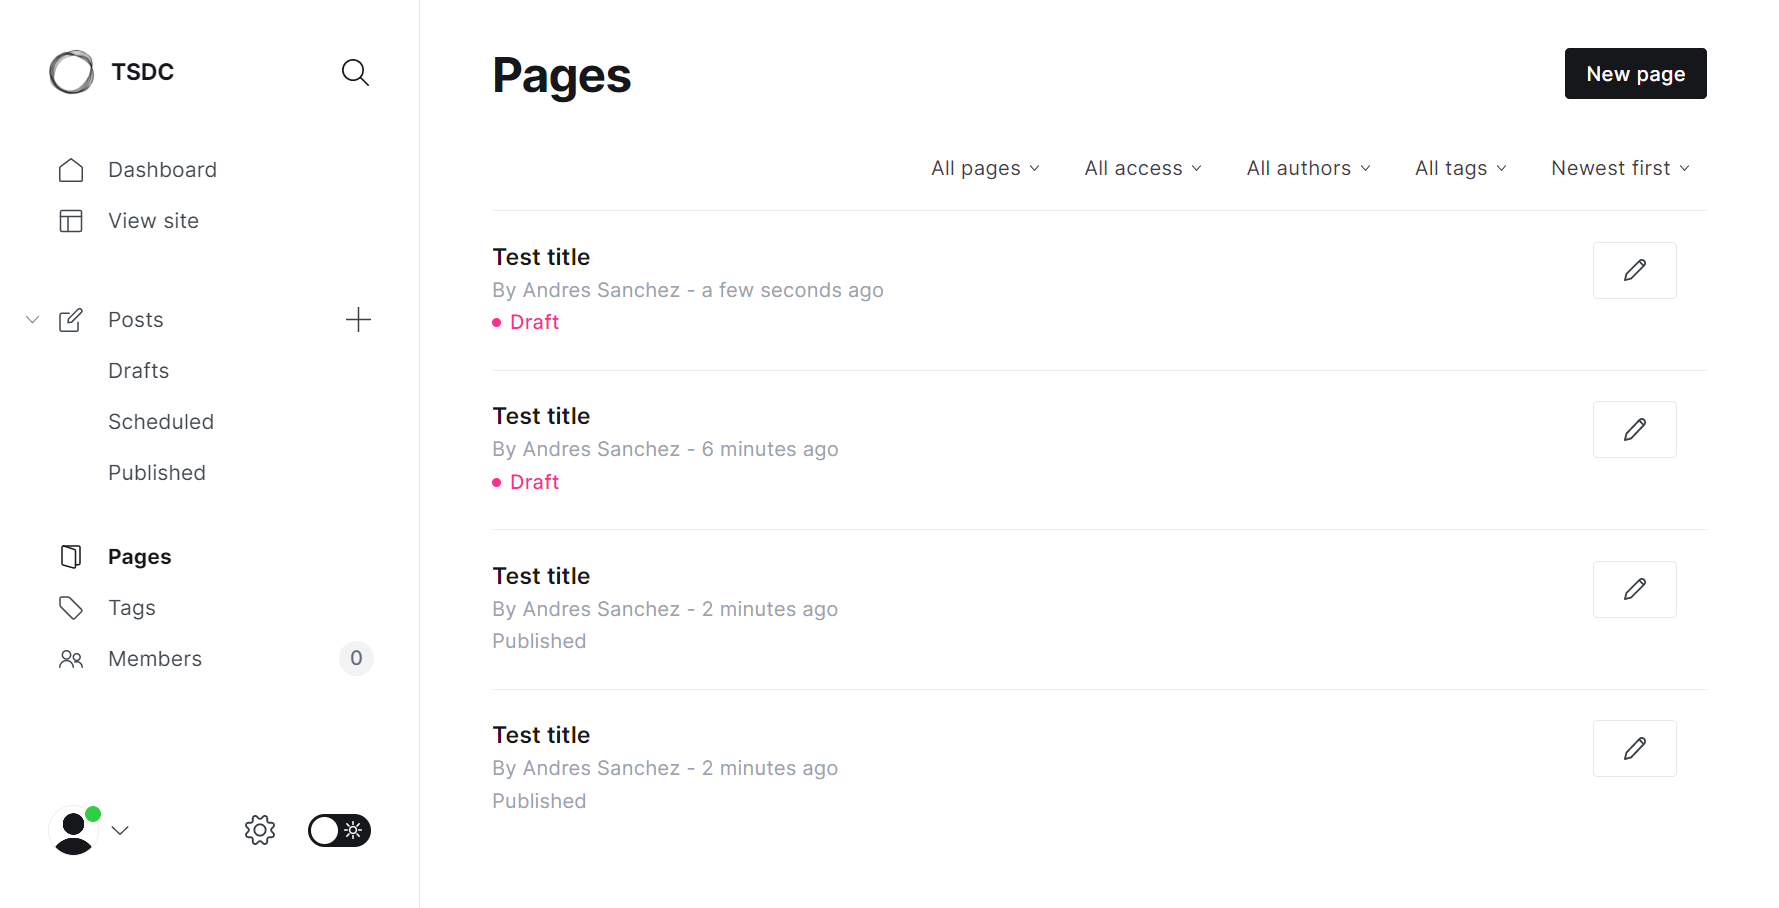 TSDC
Dashboard
View site
Posts
Drafts
Scheduled
Published
Pages
Tags
Members
0
Pages
New page
All pages
All access
All authors
All tags
Newest first
Test title
By Andres Sanchez - a few seconds ago
Draft
Test title
By Andres Sanchez - 6 minutes ago
Draft
Test title
By Andres Sanchez - 2 minutes ago
Published
Test title
By Andres Sanchez - 2 minutes ago
Published